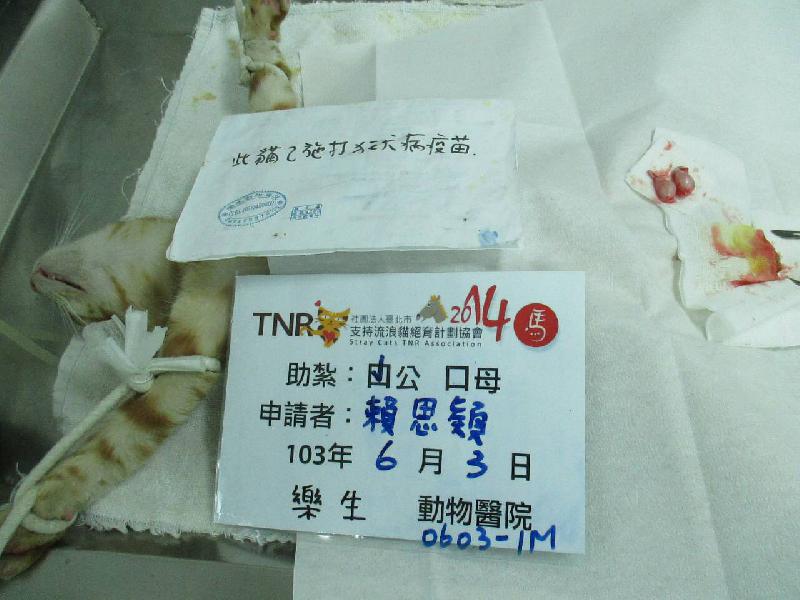 此貓已施打狂犬病疫苗.
TNR 社團法人臺北市 2014 馬
支持流浪貓絕育計劃協會
Stray Cats TNR Association
助紮：☑公 口母
申請者：賴思穎
103年 6 月 3 日
樂生 動物醫院
0603-1M